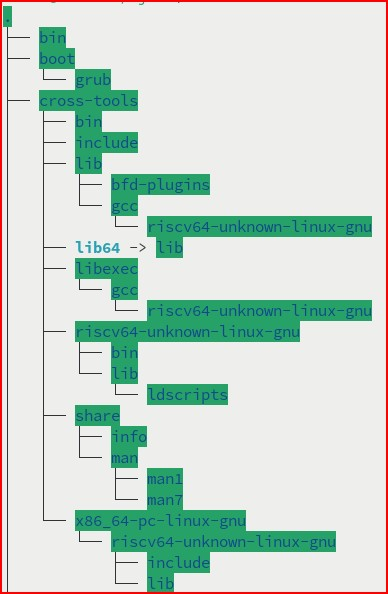 .
├── bin
├── boot
│   └── grub
├── cross-tools
│   ├── bin
│   ├── include
│   ├── lib
│   │   ├── bfd-plugins
│   │   └── gcc
│   │       └── riscv64-unknown-linux-gnu
│   ├── lib64 -> lib
│   ├── libexec
│   │   └── gcc
│   │       └── riscv64-unknown-linux-gnu
│   ├── riscv64-unknown-linux-gnu
│   │   ├── bin
│   │   └── lib
│   │       └── ldscripts
│   ├── share
│   │   ├── info
│   │   └── man
│   │       ├── man1
│   │       └── man7
│   └── x86_64-pc-linux-gnu
│       └── riscv64-unknown-linux-gnu
│           ├── include
│           └── lib